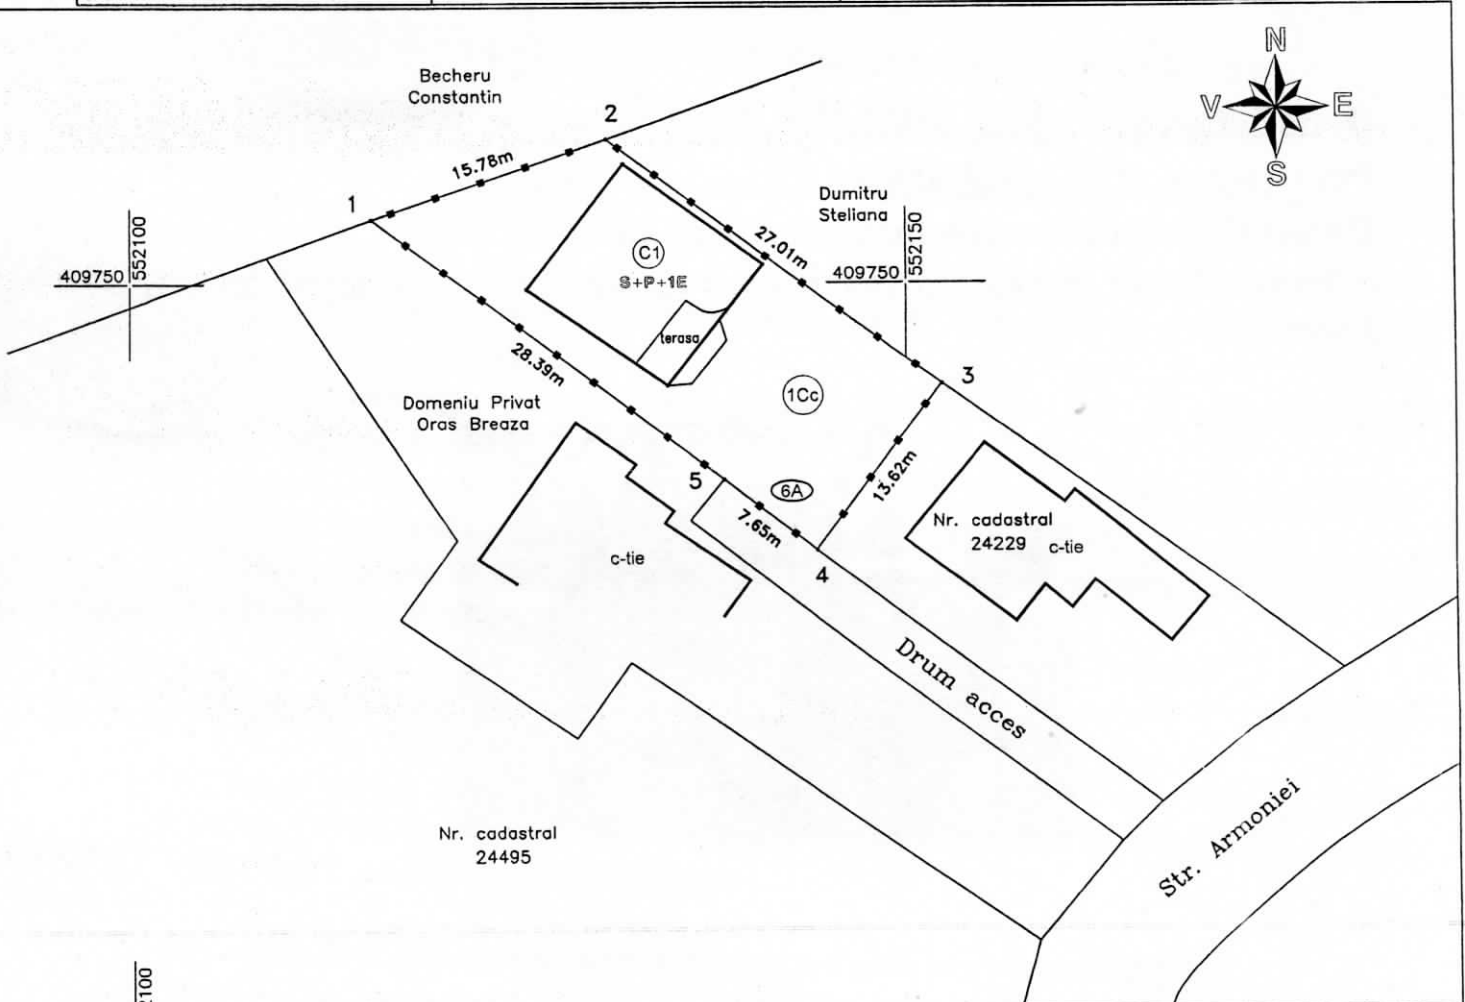 N
V
E
S
Becheru
Constantin
2
15.78m
1
Dumitru
Steliana
552100
409750
C1
S+P+1E
terasa
27.01m
552150
409750
28.39m
3
1Cc
Domeniu Privat
Oras Breaza
5
6A
13.62m
7.65m
4
c-tie
Nr. cadastral
24229 c-tie
Drum acces
Str. Armoniei
Nr. cadastral
24495